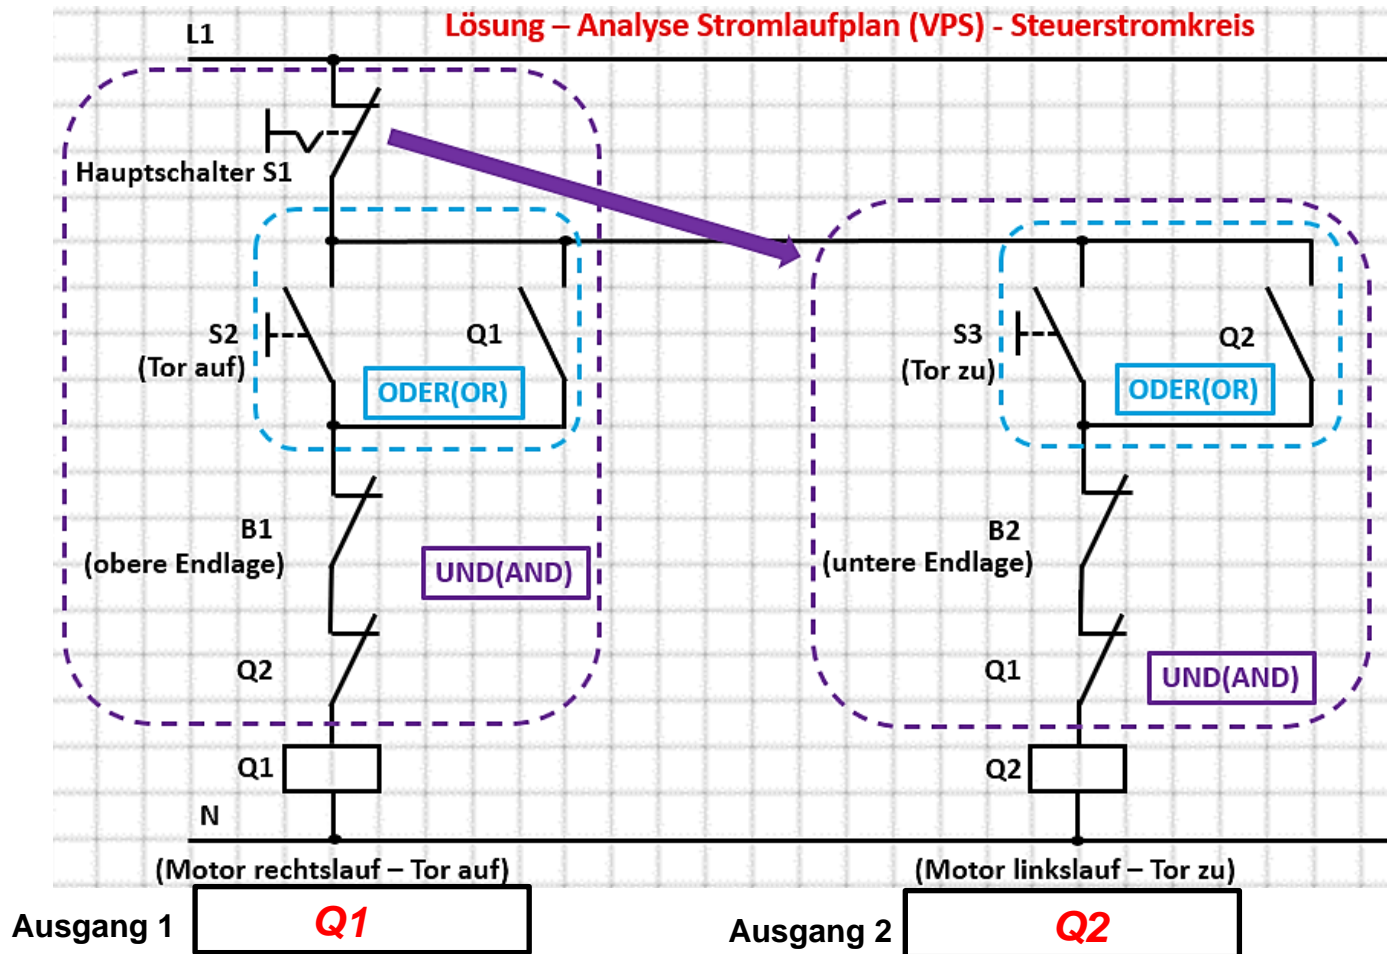 Lösung – Analyse Stromlaufplan (VPS) - Steuerstromkreis
L1
Hauptschalter S1
S2
(Tor auf)
Q1
ODER(OR)
S3
(Tor zu)
Q2
ODER(OR)
B1
(obere Endlage)
UND(AND)
B2
(untere Endlage)
Q2
Q1
UND(AND)
Q1
Q2
N
(Motor rechtslauf – Tor auf)
(Motor linkslauf – Tor zu)
Ausgang 1
Q1
Ausgang 2
Q2